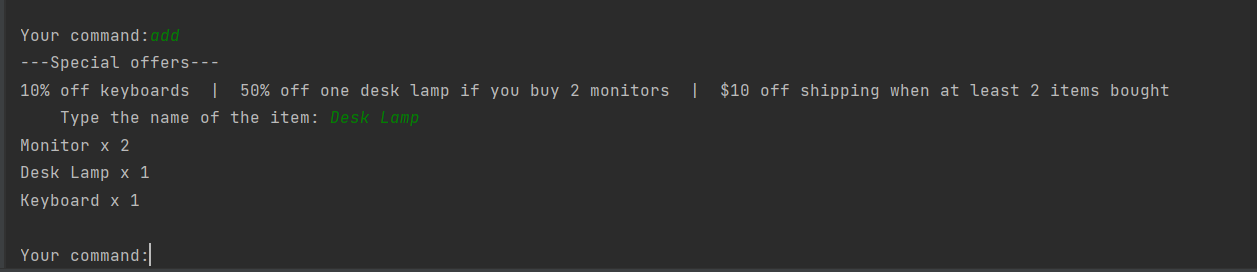 Your command:add
---Special offers---
10% off keyboards  |  50% off one desk lamp if you buy 2 monitors  |  $10 off shipping when at least 2 items bought
    Type the name of the item: Desk Lamp
Monitor x 2
Desk Lamp x 1
Keyboard x 1
Your command: